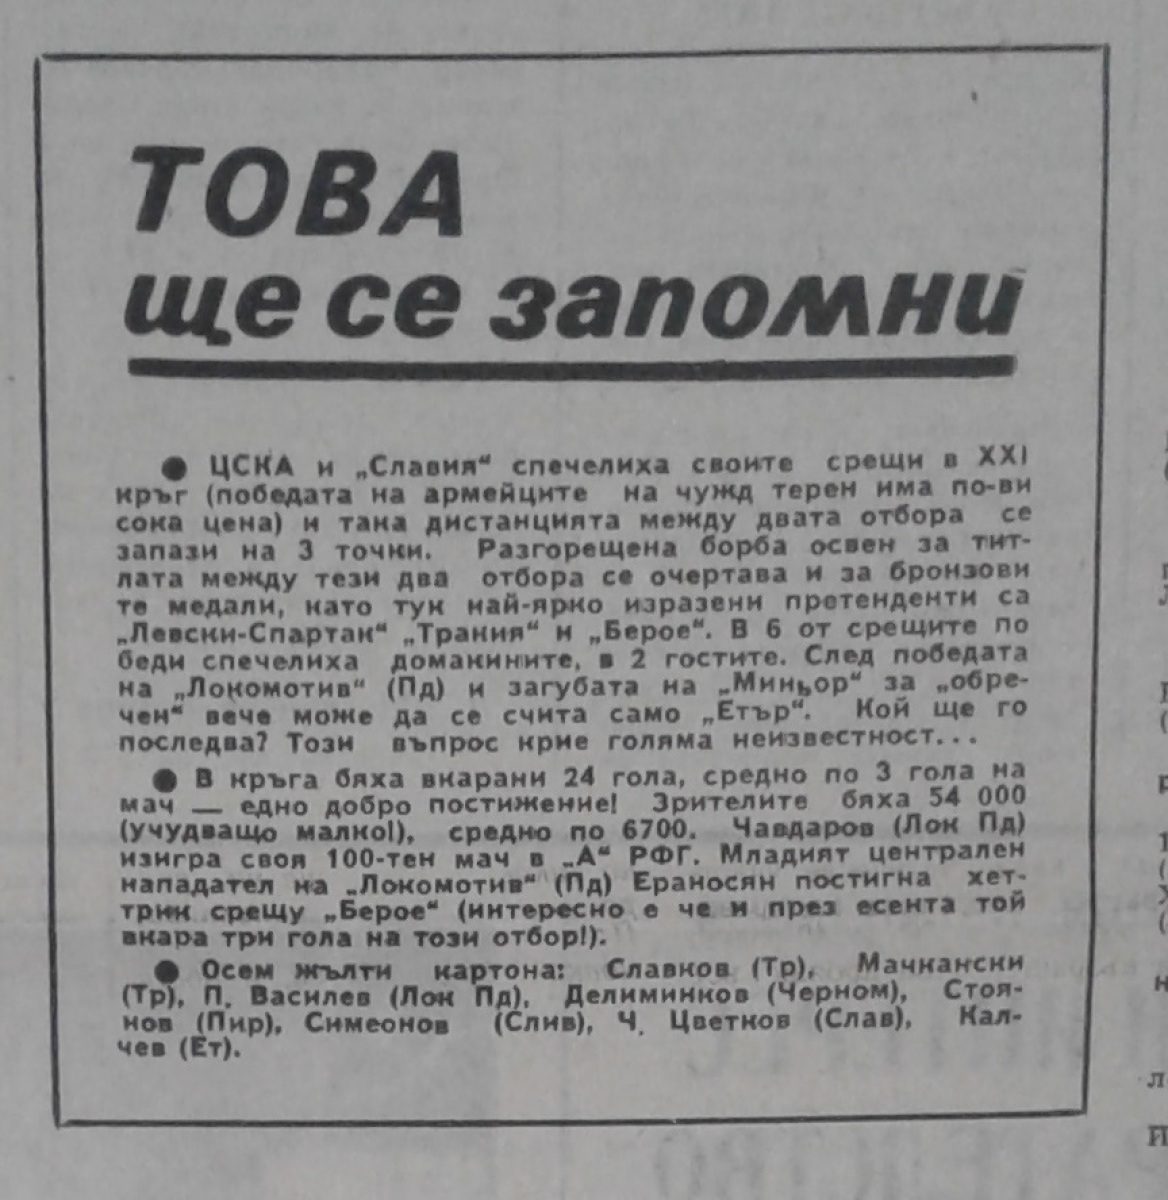 ТОВА
ще се запомни
● ЦСКА и „Славия“ спечелиха своите срещи в XXI
кръг (победата на армейците на чужд терен има по-ви
сока цена) и така дистанцията между двата отбора се
запази на 3 точки. Разгорещена борба освен за тит-
лата между тези два отбора се очертава и за бронзови
те медали, като тук най-ярко изразени претенденти са
„Левски-Спартак“ „Тракия“ и „Берое“. В 6 от срещите по
беди спечелиха домакините, в 2 гостите. След победата
на „Локомотив“ (Пд) и загубата на „Миньор“ за „обре-
чен“ вече може да се счита само „Етър“. Кой ще го
последва? Този въпрос крие голяма неизвестност...
● В кръга бяха вкарани 24 гола, средно по 3 гола на
мач — едно добро постижение! Зрителите бяха 54 000
(учудващо малко!), средно по 6700. Чавдаров (Лок Пд)
изигра своя 100-тен мач в „А“ РФГ. Младият централен
нападател на „Локомотив“ (Пд) Ераносян постигна хет-
трик срещу „Берое“ (интересно е че и през есента той
вкара три гола на този отбор!).
● Осем жълти картона: Славков (Тр), Мачкански
(Тр), П. Василев (Лок Пд), Делиминков (Черном), Стоя-
нов (Пир), Симеонов (Слив), Ч. Цветков (Слав), Кал-
чев (Ет).